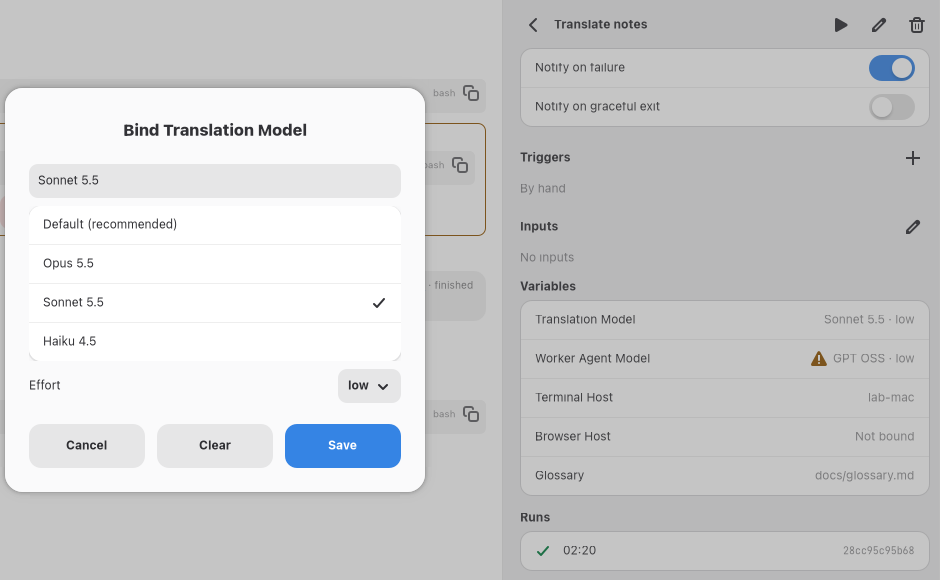 Translate notes
Notify on failure
Notify on graceful exit
Triggers
By hand
Inputs
No inputs
Variables
Translation Model
Sonnet 5.5 · low
Worker Agent Model
GPT OSS · low
Terminal Host
lab-mac
Browser Host
Not bound
Glossary
docs/glossary.md
Runs
02:20
28cc95c95b68
bash
bash
· finished
bash
Bind Translation Model
Sonnet 5.5
Default (recommended)
Opus 5.5
Sonnet 5.5
Haiku 4.5
Effort
low
Cancel
Clear
Save